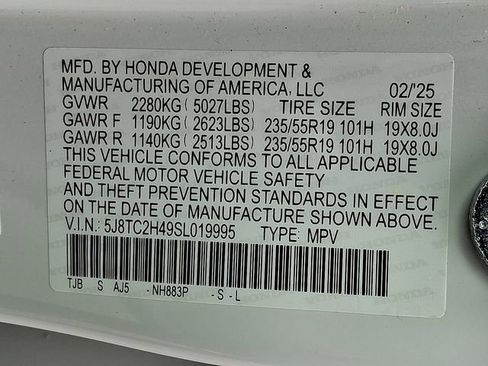 MFD. BY HONDA DEVELOPMENT &
MANUFACTURING OF AMERICA, LLC 02/'25
GVWR 2280KG(5027LBS) TIRE SIZE RIM SIZE
GAWR F 1190KG(2623LBS) 235/55R19 101H 19X8.0J
GAWR R 1140KG(2513LBS) 235/55R19 101H 19X8.0J
THIS VEHICLE CONFORMS TO ALL APPLICABLE
FEDERAL MOTOR VEHICLE SAFETY
AND THEFT PREVENTION STANDARDS IN EFFECT
ON THE DATE OF MANUFACTURE SHOWN ABOVE.
V.I.N.: 5J8TC2H49SL019995 TYPE: MPV
TJB S AJ5 -NH883P -S-L